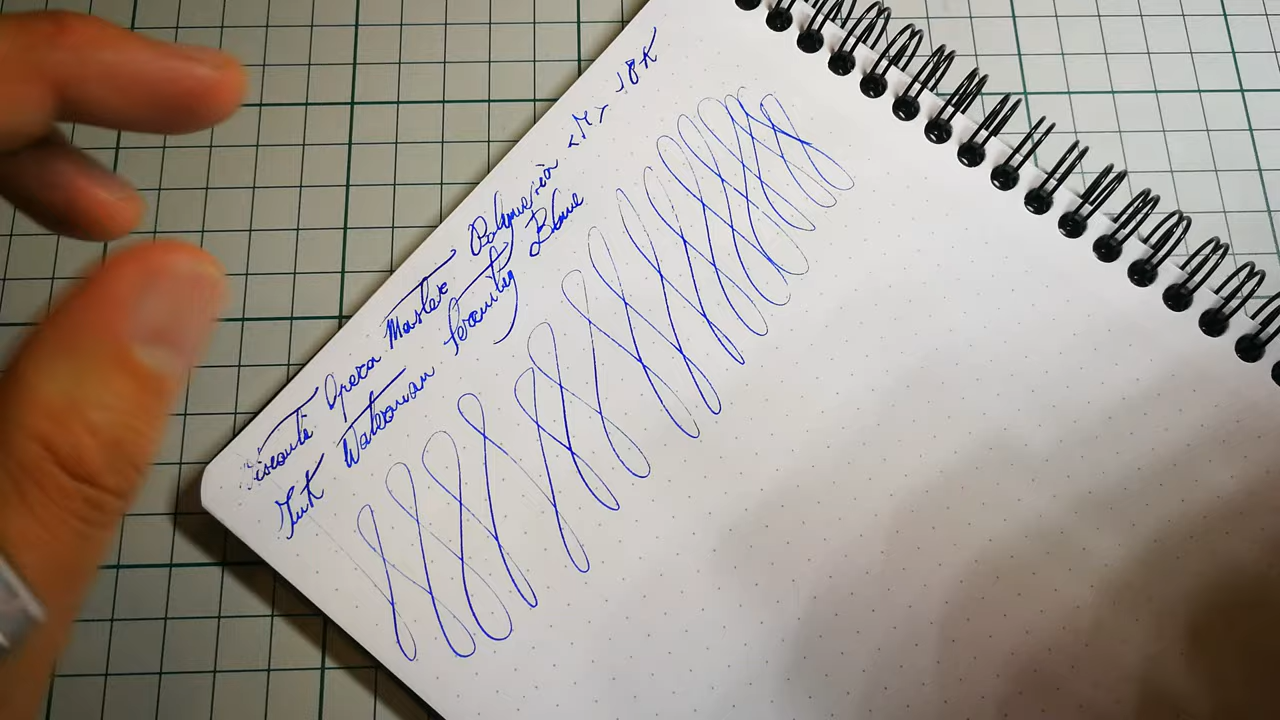 Visconti Opera Master Polynesia <M> 18K
Ink Waterman Serenity Blue